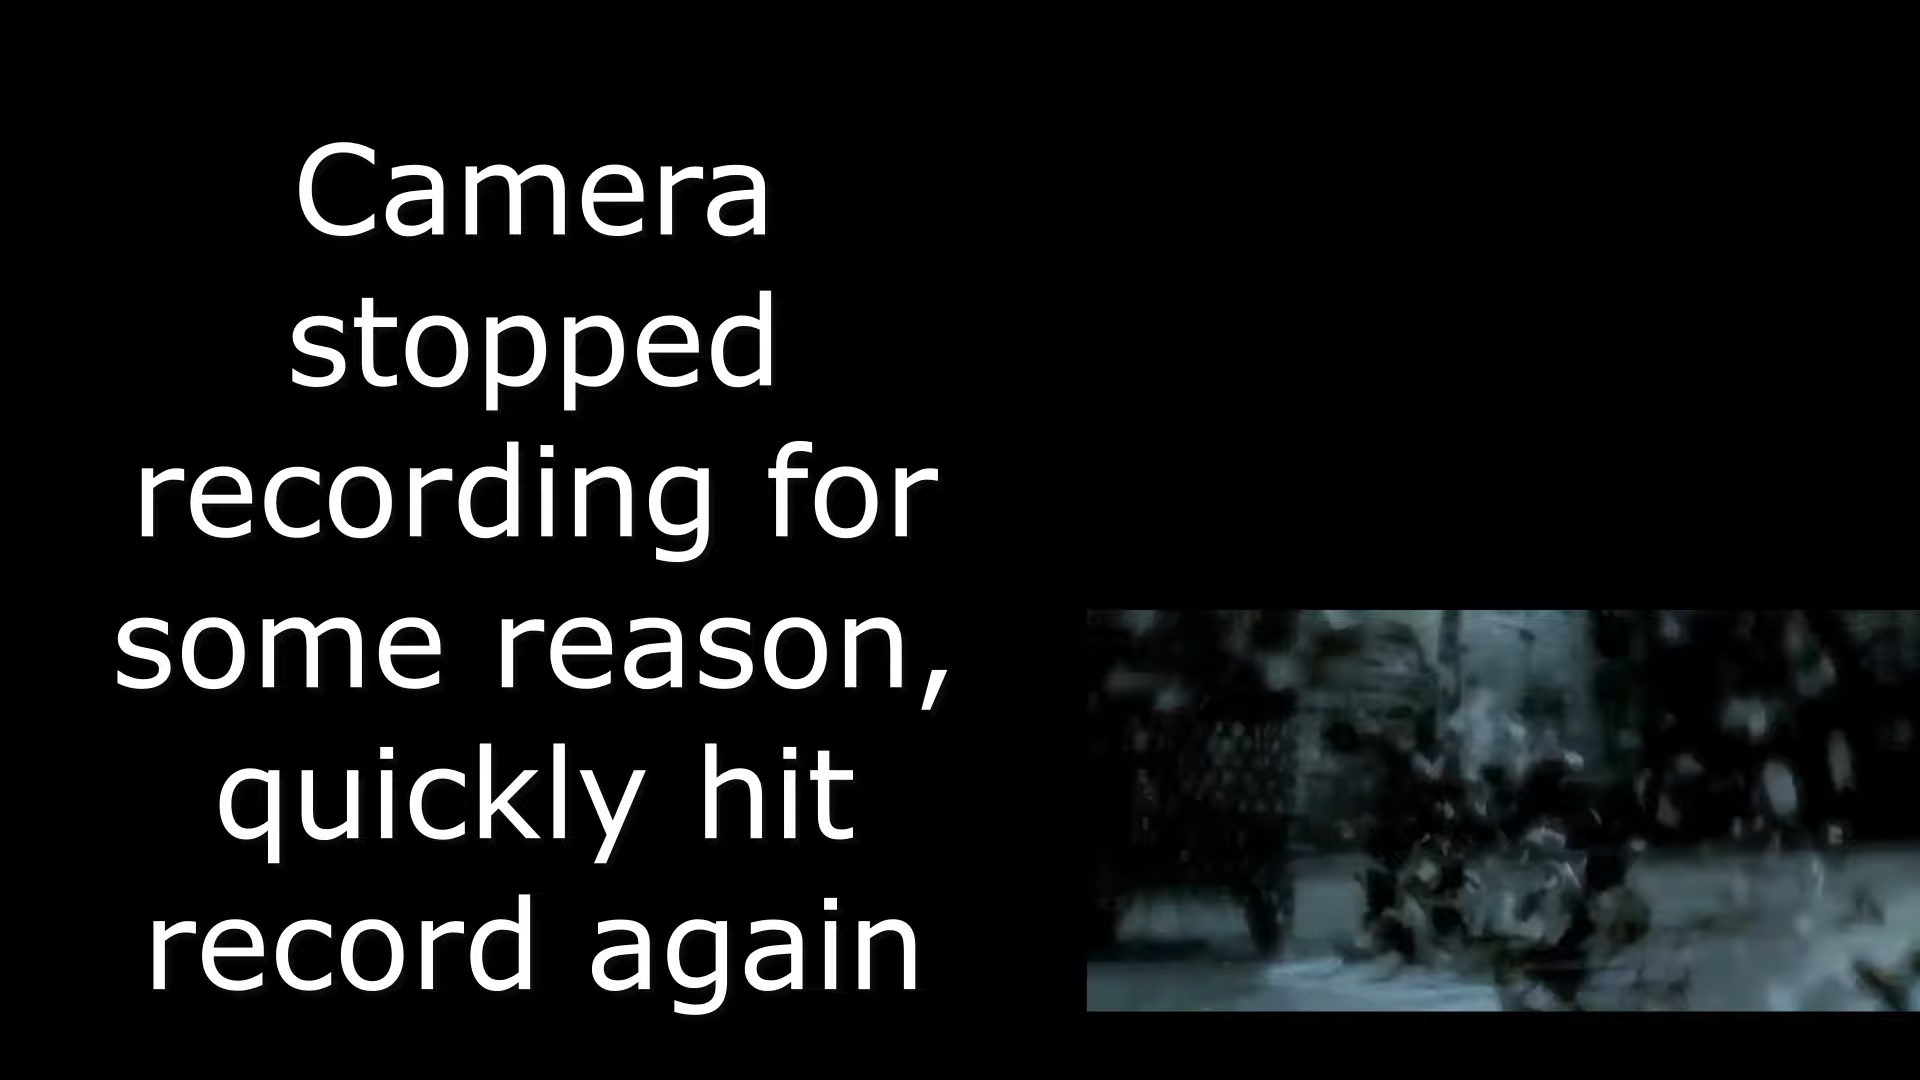 Camera
stopped
recording for
some reason,
quickly hit
record again